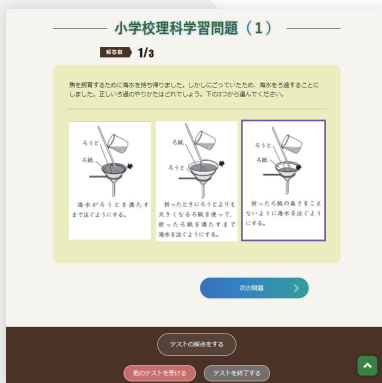 小学校理科学習問題（1）
解答数 1/3
魚を飼育するために海水を持ち帰りました。しかしにごっていたため、海水をろ過することに
しました。正しいろ過のやりかたはどれでしょう。下の3つから選んでください。
ろうと
ろ紙
海水がろうとを満たす
まで注ぐようにする。
ろうと
ろ紙
折ったときにろうとよりも
大きくなるろ紙を使って、
折ったろ紙を満たすまで
海水を注ぐようにする。
ろうと
ろ紙
折ったろ紙の高さをこえ
ないように海水を注ぐよう
にする。
次の問題
テストの採点をする
他のテストを受ける
テストを終了する